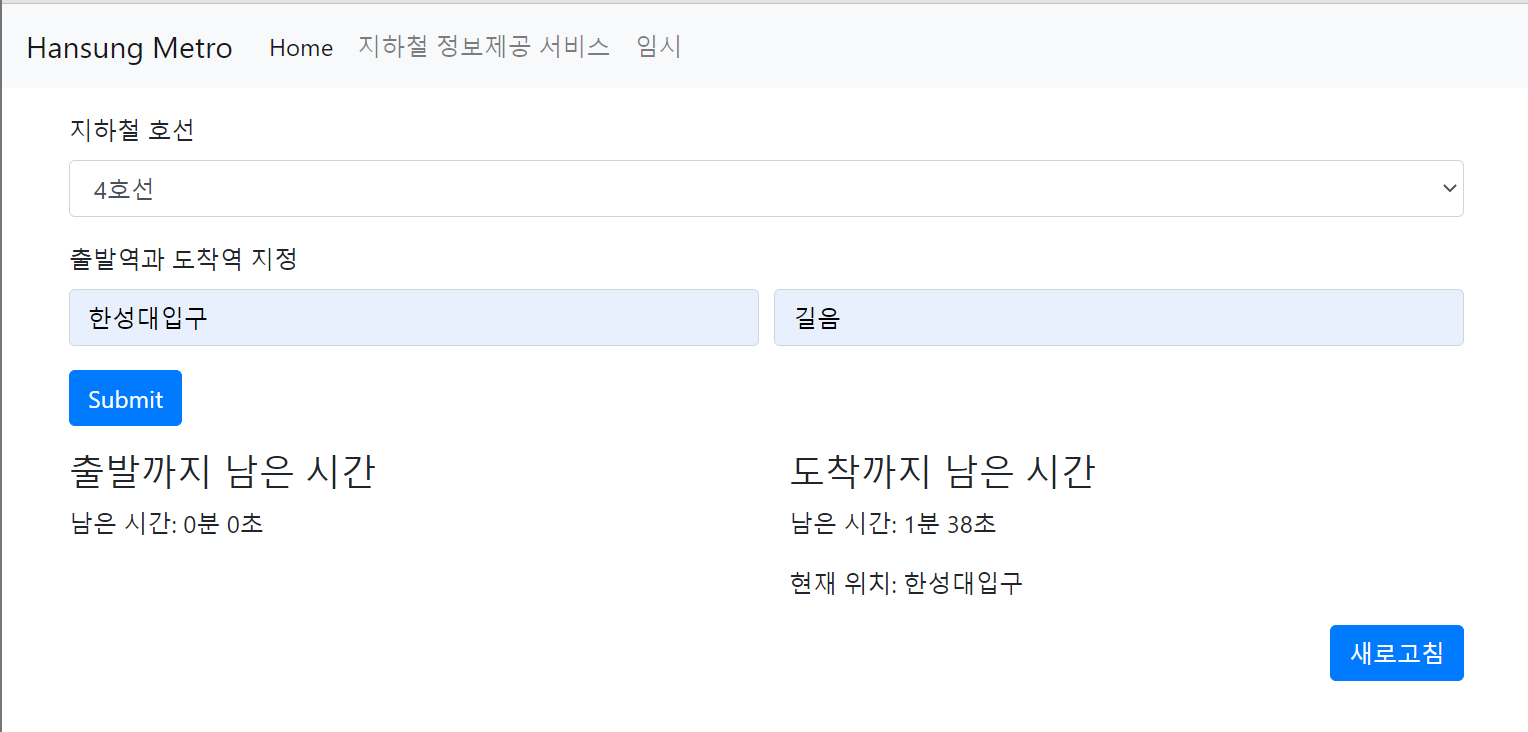 Hansung Metro Home 지하철 정보제공 서비스 임시
지하철 호선
4호선
출발역과 도착역 지정
한성대입구 길음
Submit
출발까지 남은 시간 도착까지 남은 시간
남은 시간: 0분 0초 남은 시간: 1분 38초
현재 위치: 한성대입구
새로고침